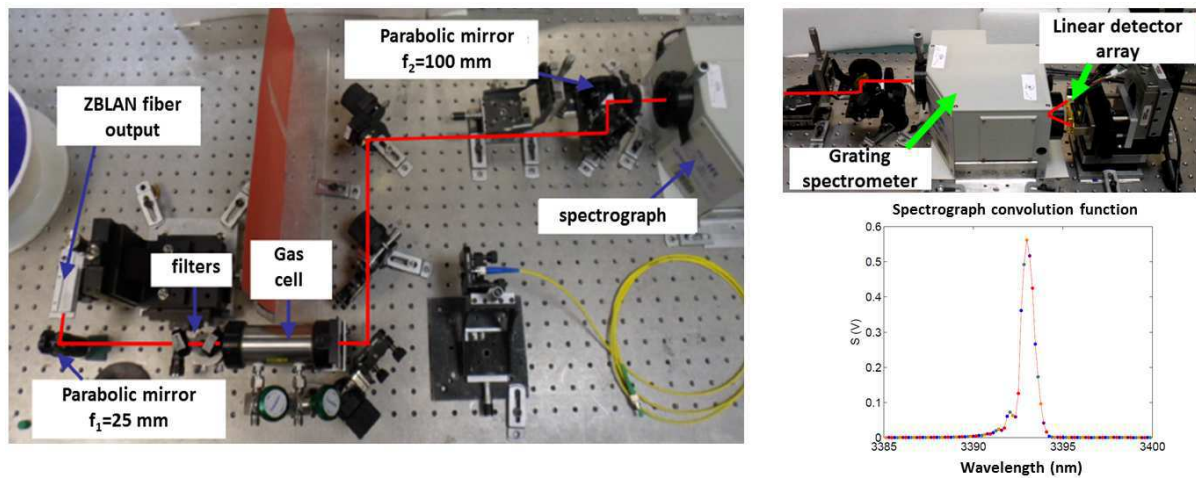 Parabolic mirror
f2=100 mm
ZBLAN fiber
output
filters
Gas
cell
spectrograph
Parabolic mirror
f1=25 mm
Linear detector
array
Grating
spectrometer
Spectrograph convolution function
S (V)
0.6
0.5
0.4
0.3
0.2
0.1
0
3385
3390
3395
3400
Wavelength (nm)